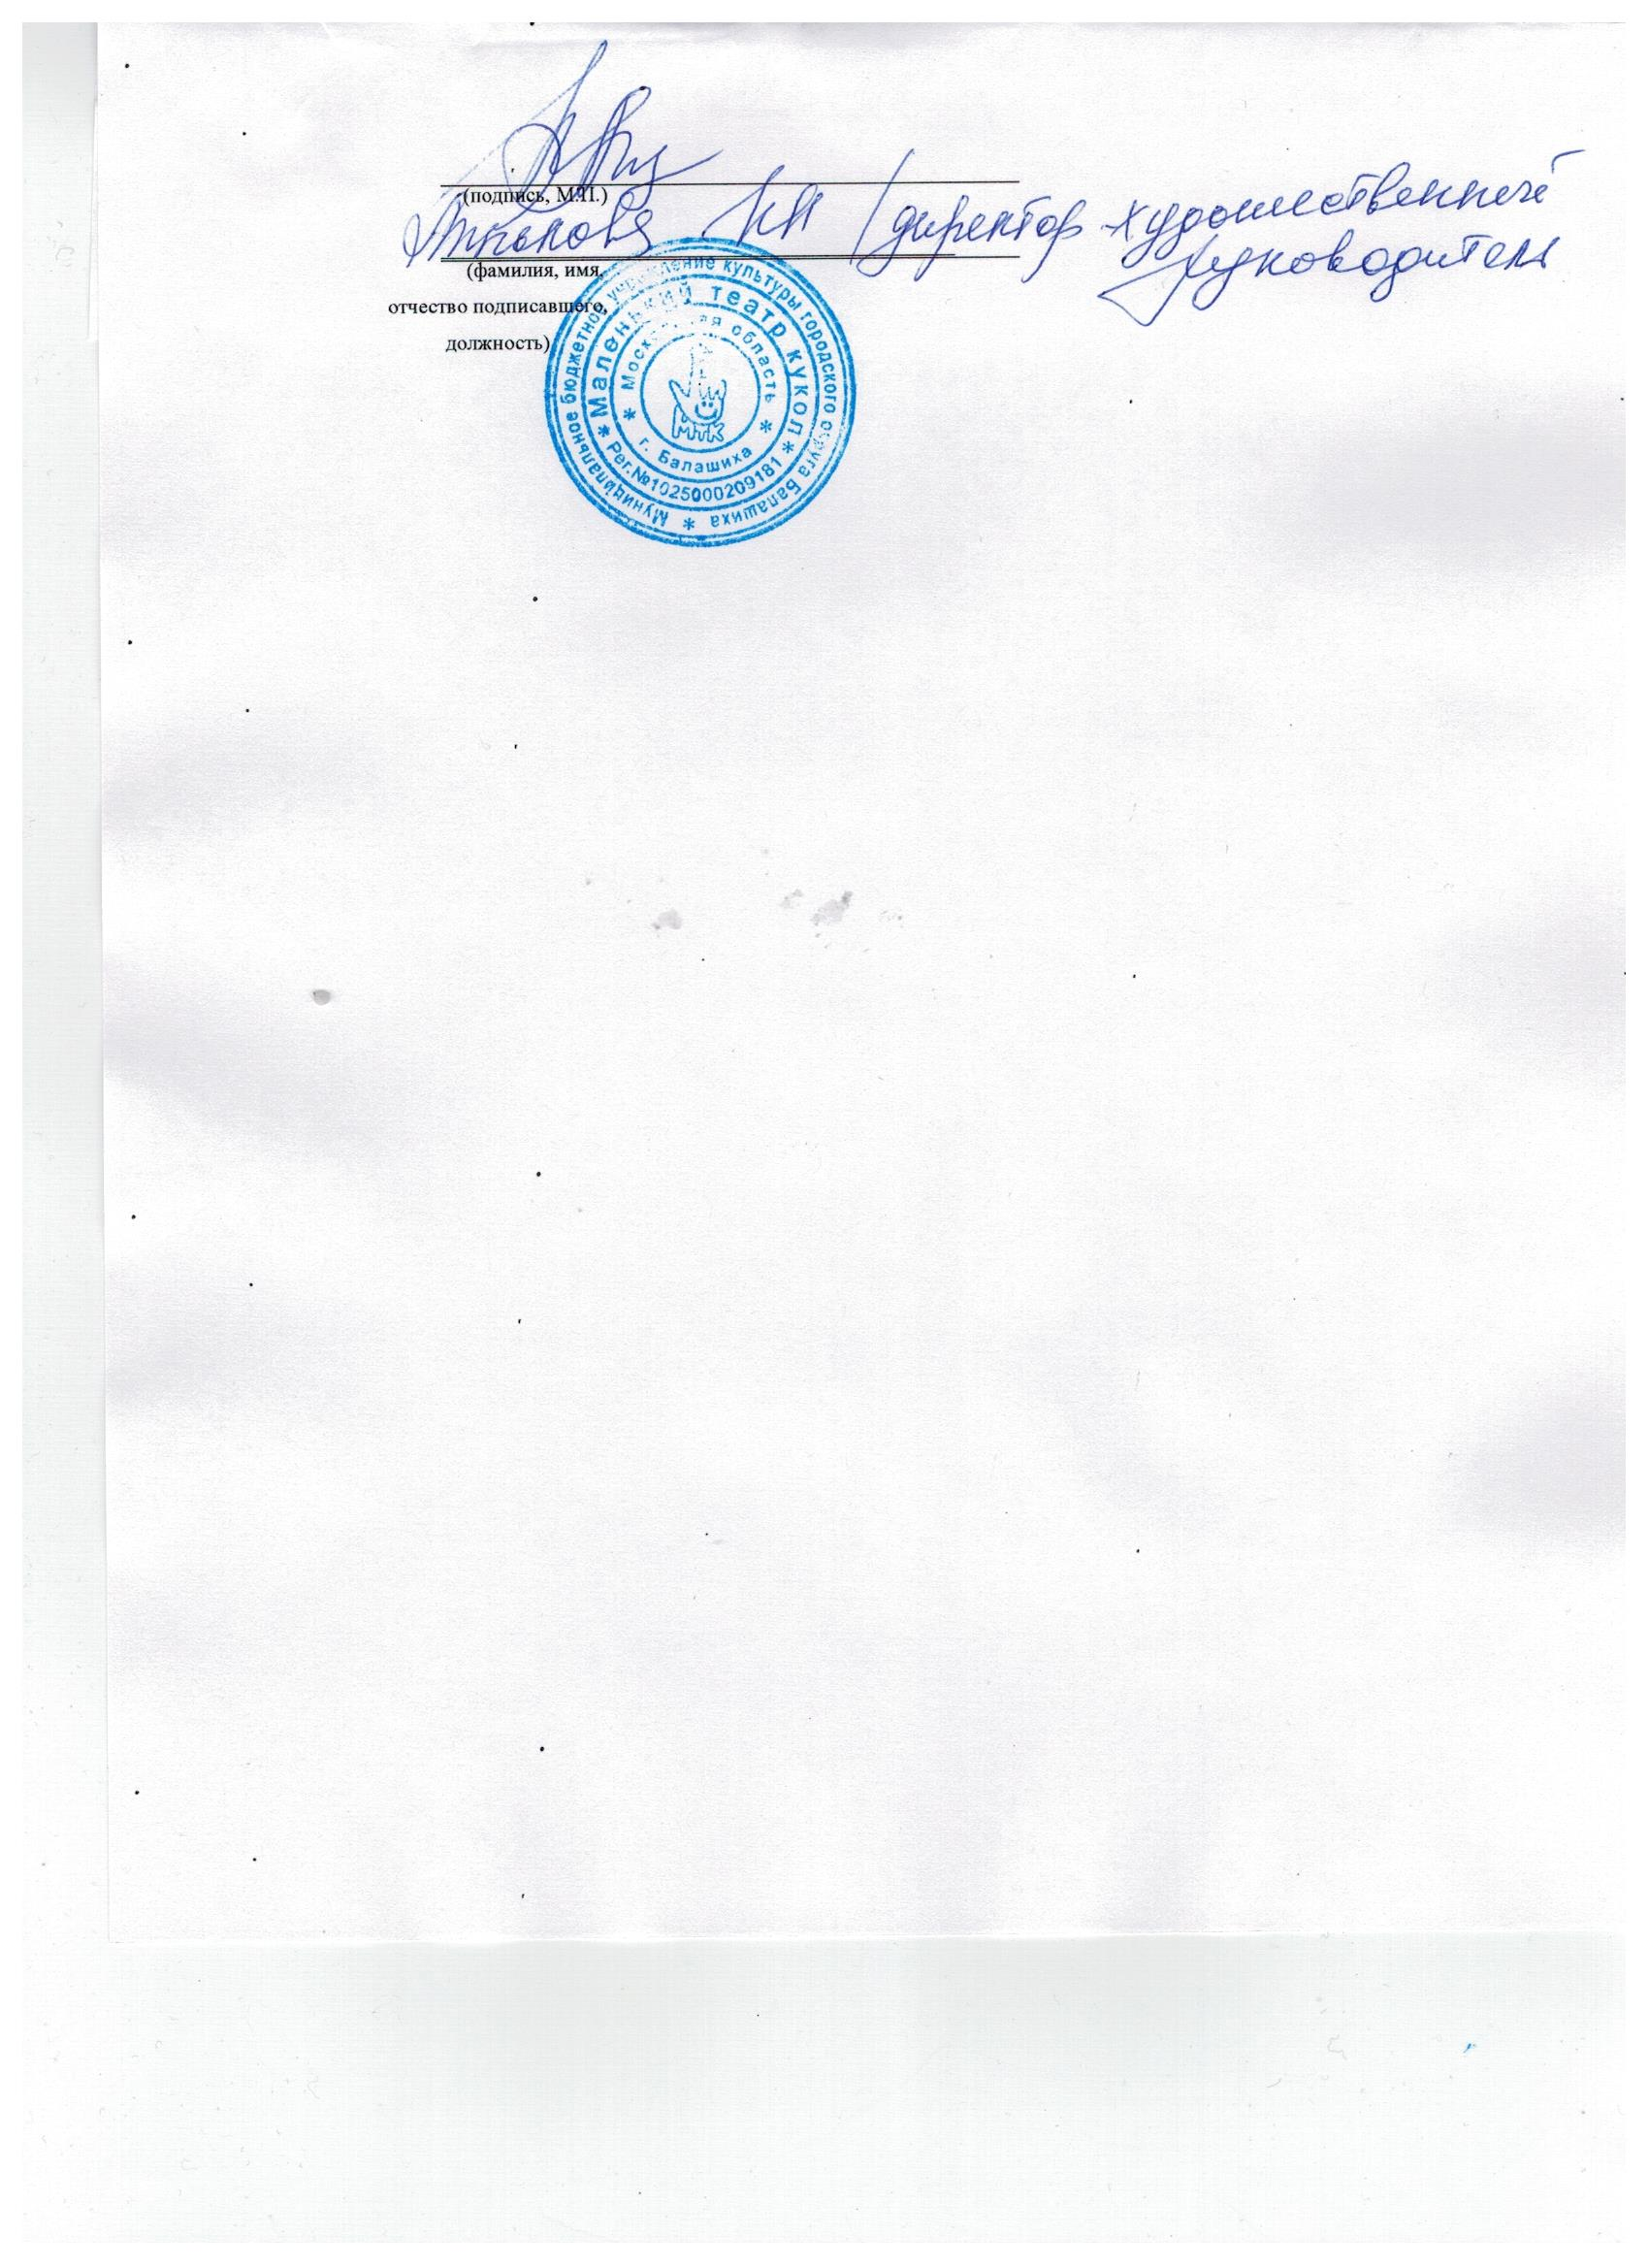 (подпись, М.П.)
/директор-художественный
руководитель
(фамилия, имя,
отчество подписавшего,
должность)
Муниципальное бюджетное учреждение культуры городского округа Балашиха *
* Маленький театр кукол *
Рег.№1025000209181
* Московская область *
г. Балашиха
МТК